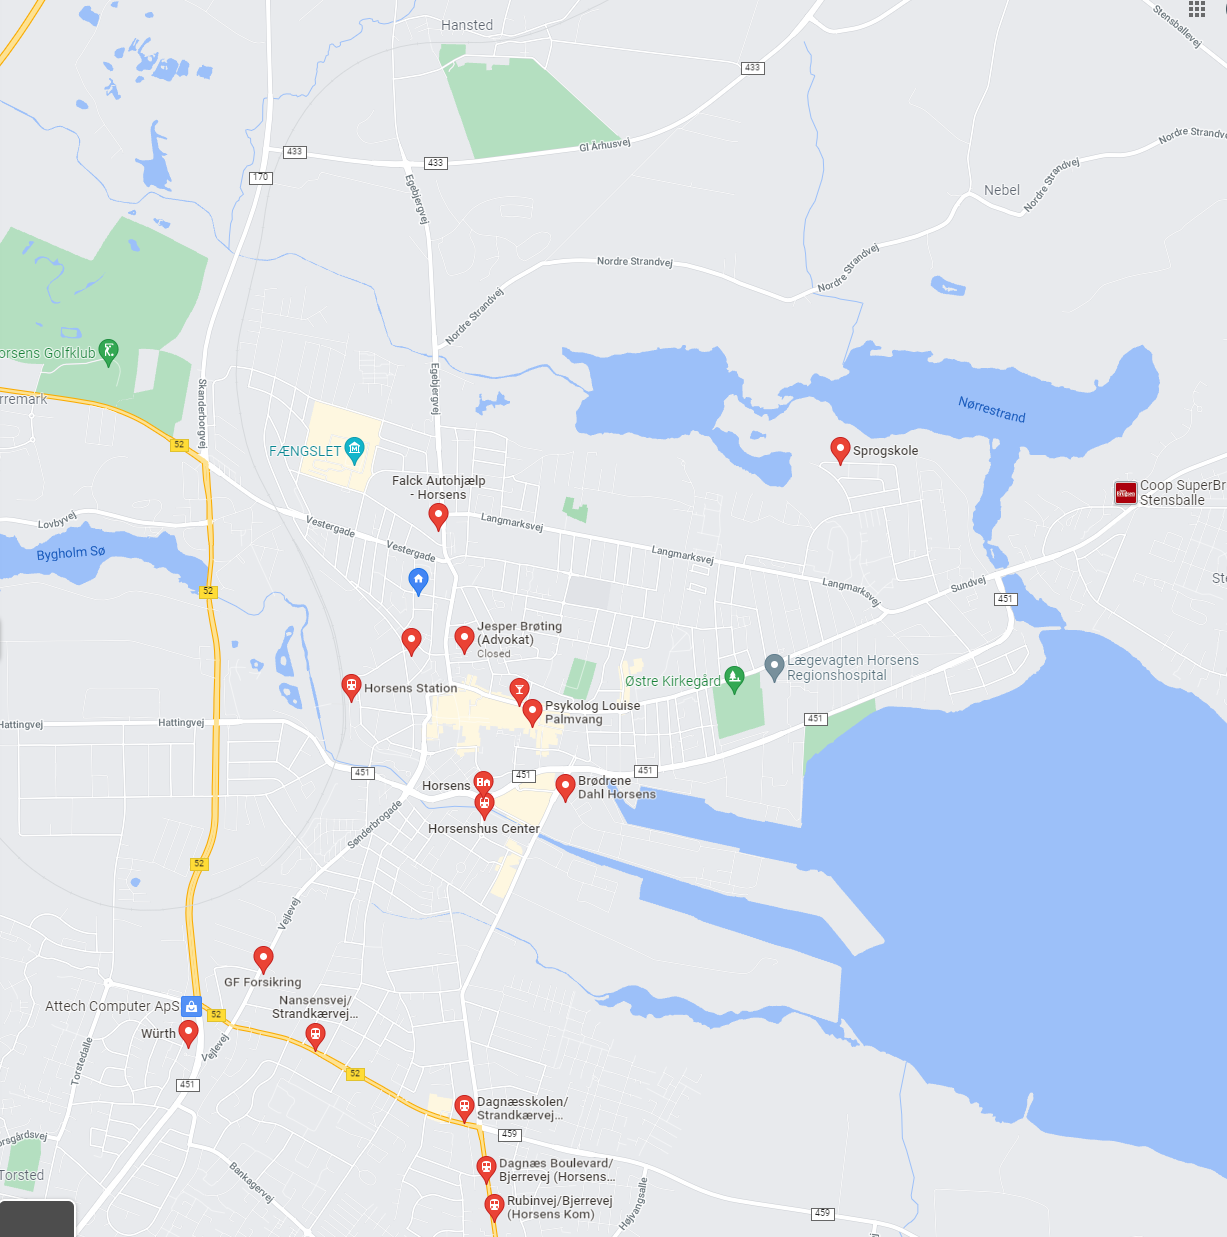 Hansted
Stensballevej
433
Gl Århusvej
433
433
170
Nordre Strandvej
Nordre Strandvej
Nebel
Egebjergvej
Nordre Strandvej
Nordre Strandvej
Nordre Strandvej
orsens Golfklub
Skanderborgvej
Egebjergvej
rremark
Nørrestrand
52
FÆNGSLET
Sprogskole
Falck Autohjælp
- Horsens
Coop SuperBr
Stensballe
Lovbyvej
Vestergade
Langmarksvej
Vestergade
Langmarksvej
Bygholm Sø
52
Langmarksvej
Sundvej
451
Jesper Brøting
(Advokat)
Closed
Lægevagten Horsens
Regionshospital
Østre Kirkegård
Horsens Station
Psykolog Louise
Palmvang
Hattingvej
Hattingvej
451
451
451
451
Horsens
Brødrene
Dahl Horsens
Horsenshus Center
Sønderbrogade
52
Vejlevej
GF Forsikring
Nansensvej/
Strandkærvej...
Attech Computer ApS
52
Würth
Vejlevej
Torstedalle
52
451
Dagnæsskolen/
Strandkærvej...
orsgårdsvej
459
Torsted
Bankagervej
Dagnæs Boulevard/
Bjerrevej (Horsens...
Rubinvej/Bjerrevej
(Horsens Kom)
Højvangsalle
459